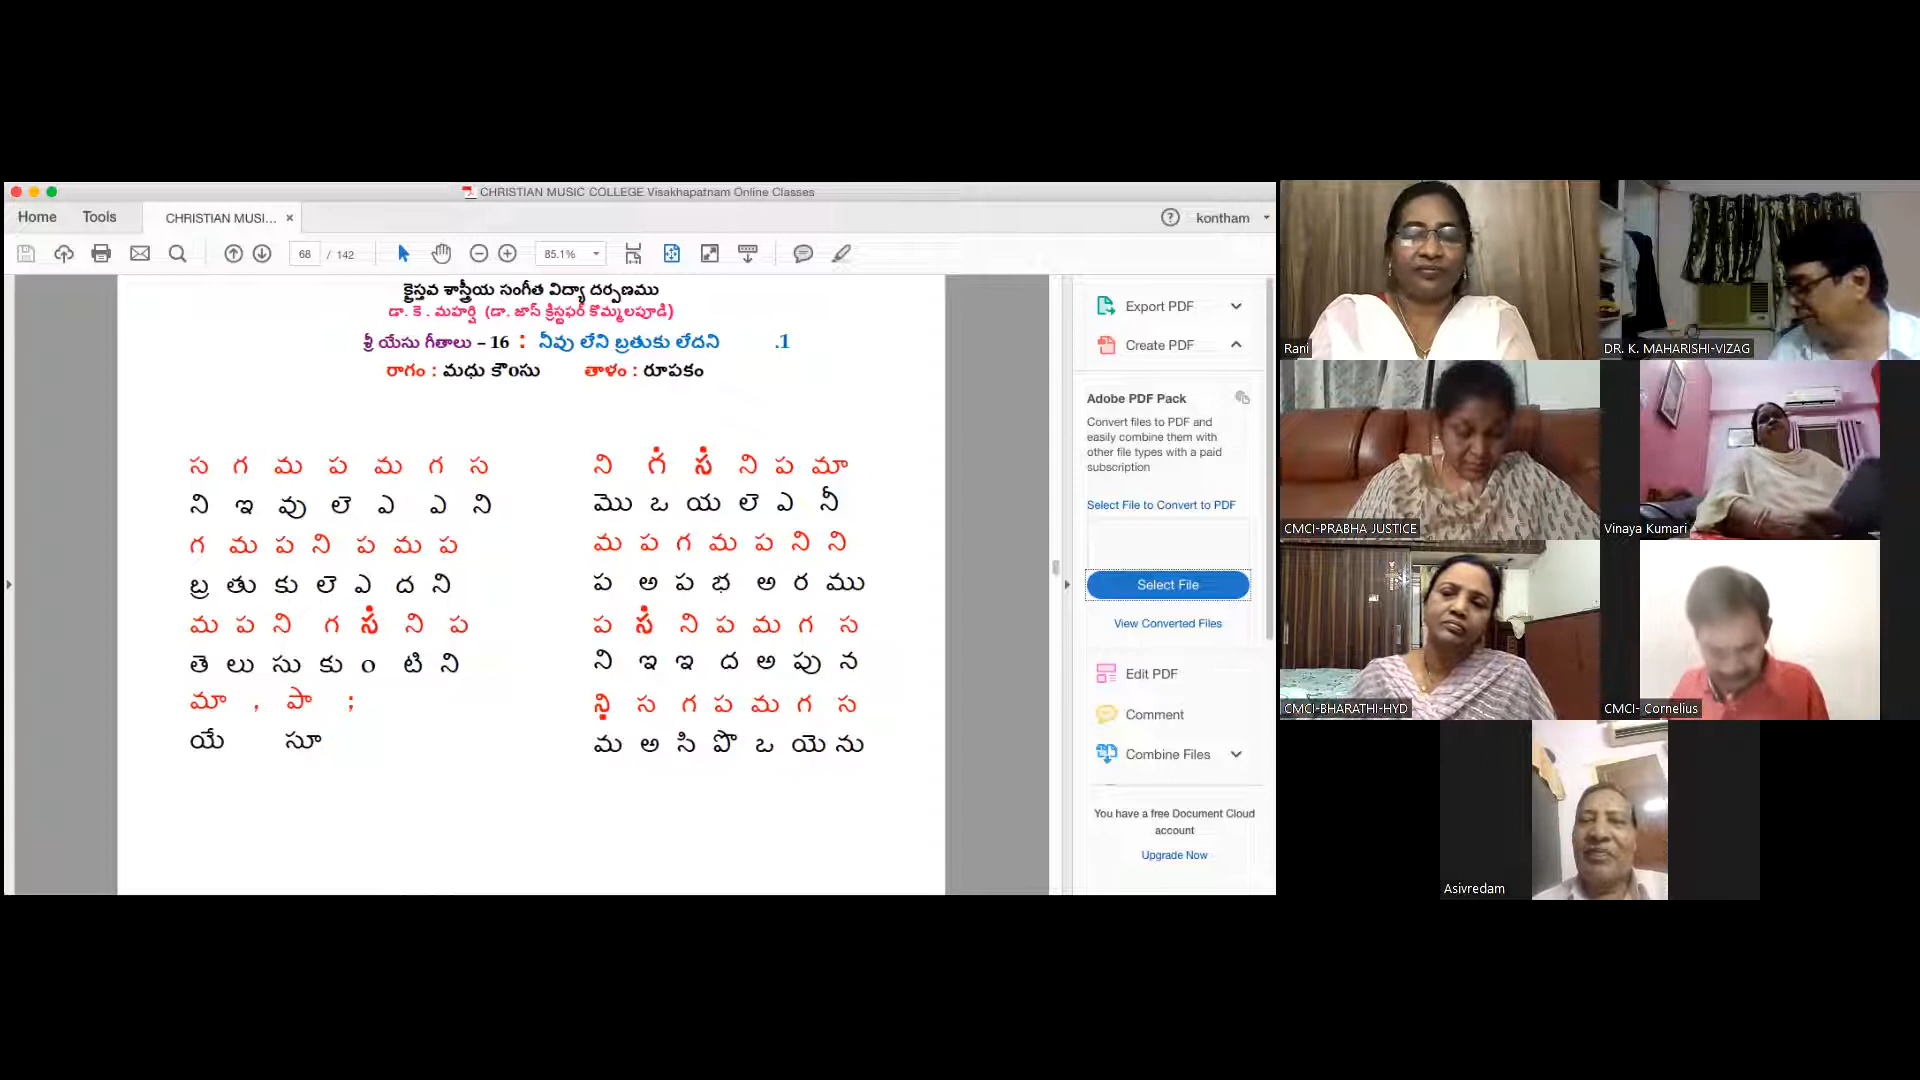 CHRISTIAN MUSIC COLLEGE Visakhapatnam Online Classes
Home Tools CHRISTIAN MUSI... × kontham
68 / 142 85.1%
క్రైస్తవ శాస్త్రీయ సంగీత విద్యా దర్పణము
డా. కె . మహర్షి (డా. జాస్ క్రిస్టఫర్ కొమ్మలపూడి)
శ్రీ యేసు గీతాలు – 16 : నీవు లేని బ్రతుకు లేదని .1
రాగం : మధు కౌంసు తాళం : రూపకం
స గ మ ప మ గ స
ని ఇ వు లె ఎ ఎ ని
గ మ ప ని ప మ ప
బ్ర తు కు లె ఎ ద ని
మ ప ని గ స ని ప
తె లు సు కు o టి ని
మా , పా ;
యే సూ
ని గ స ని ప మా
మొ ఒ య లె ఎ నీ
మ ప గ మ ప ని ని
ప అ ప భ అ ర ము
ప స ని ప మ గ స
ని ఇ ఇ ద అ పు న
ని స గ ప మ గ స
మ అ సి పొ ఒ యె ను
Export PDF
Create PDF
Adobe PDF Pack
Convert files to PDF and
easily combine them with
other file types with a paid
subscription
Select File to Convert to PDF
Select File
View Converted Files
Edit PDF
Comment
Combine Files
You have a free Document Cloud
account
Upgrade Now
Rani
DR. K. MAHARISHI-VIZAG
CMCI-PRABHA JUSTICE
Vinaya Kumari
CMCI-BHARATHI-HYD
CMCI- Cornelius
Asivredam